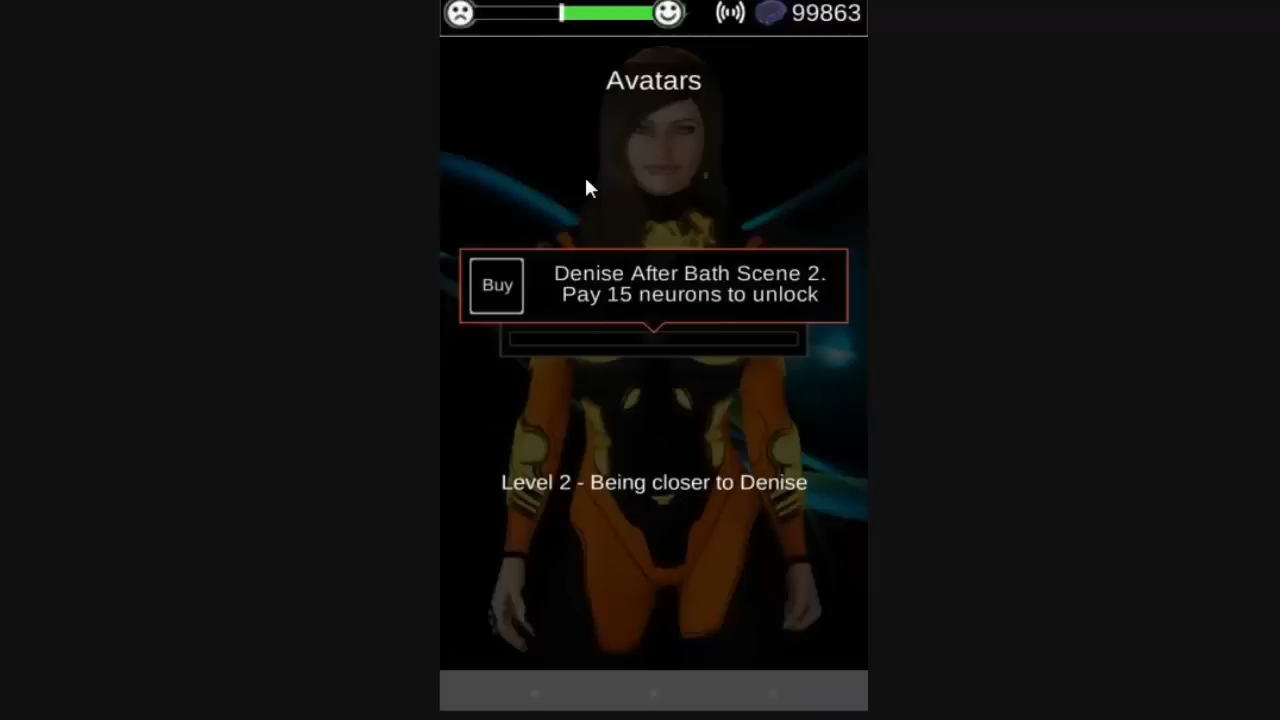 99863
Avatars
Buy
Denise After Bath Scene 2.
Pay 15 neurons to unlock
Level 2 - Being closer to Denise